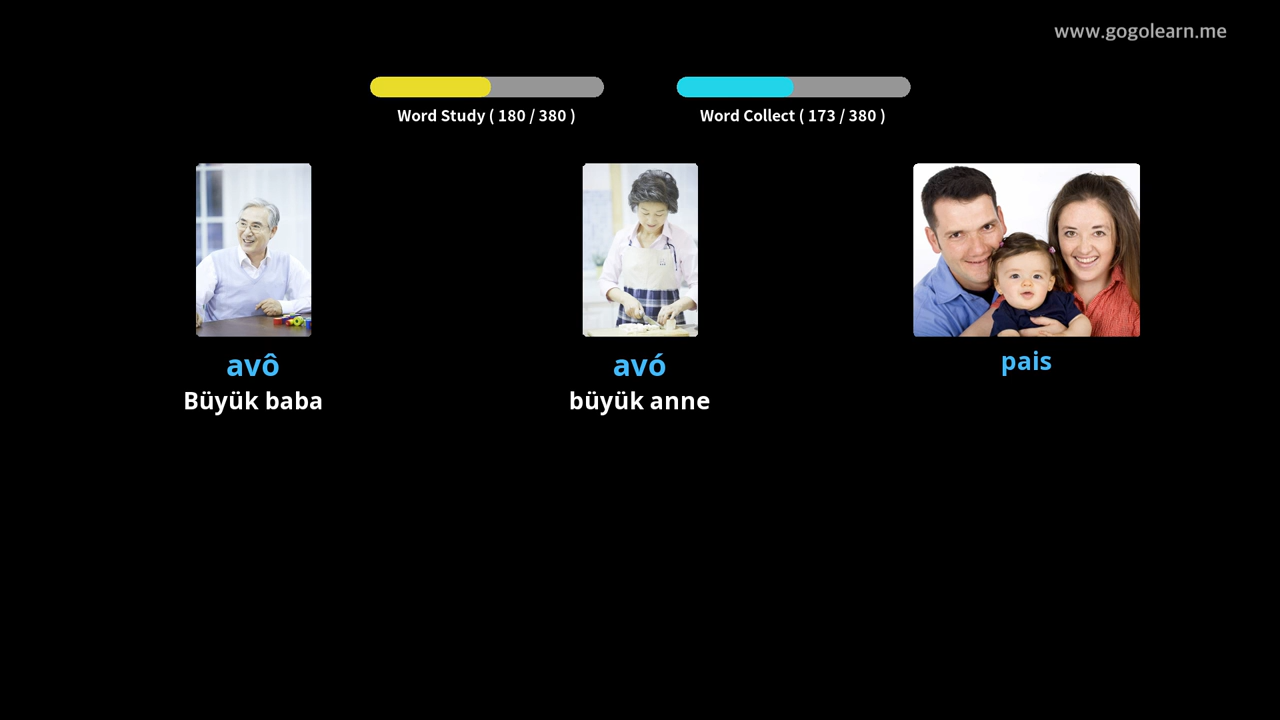 www.gogolearn.me
Word Study ( 180 / 380 )
Word Collect ( 173 / 380 )
avô
Büyük baba
avó
büyük anne
pais